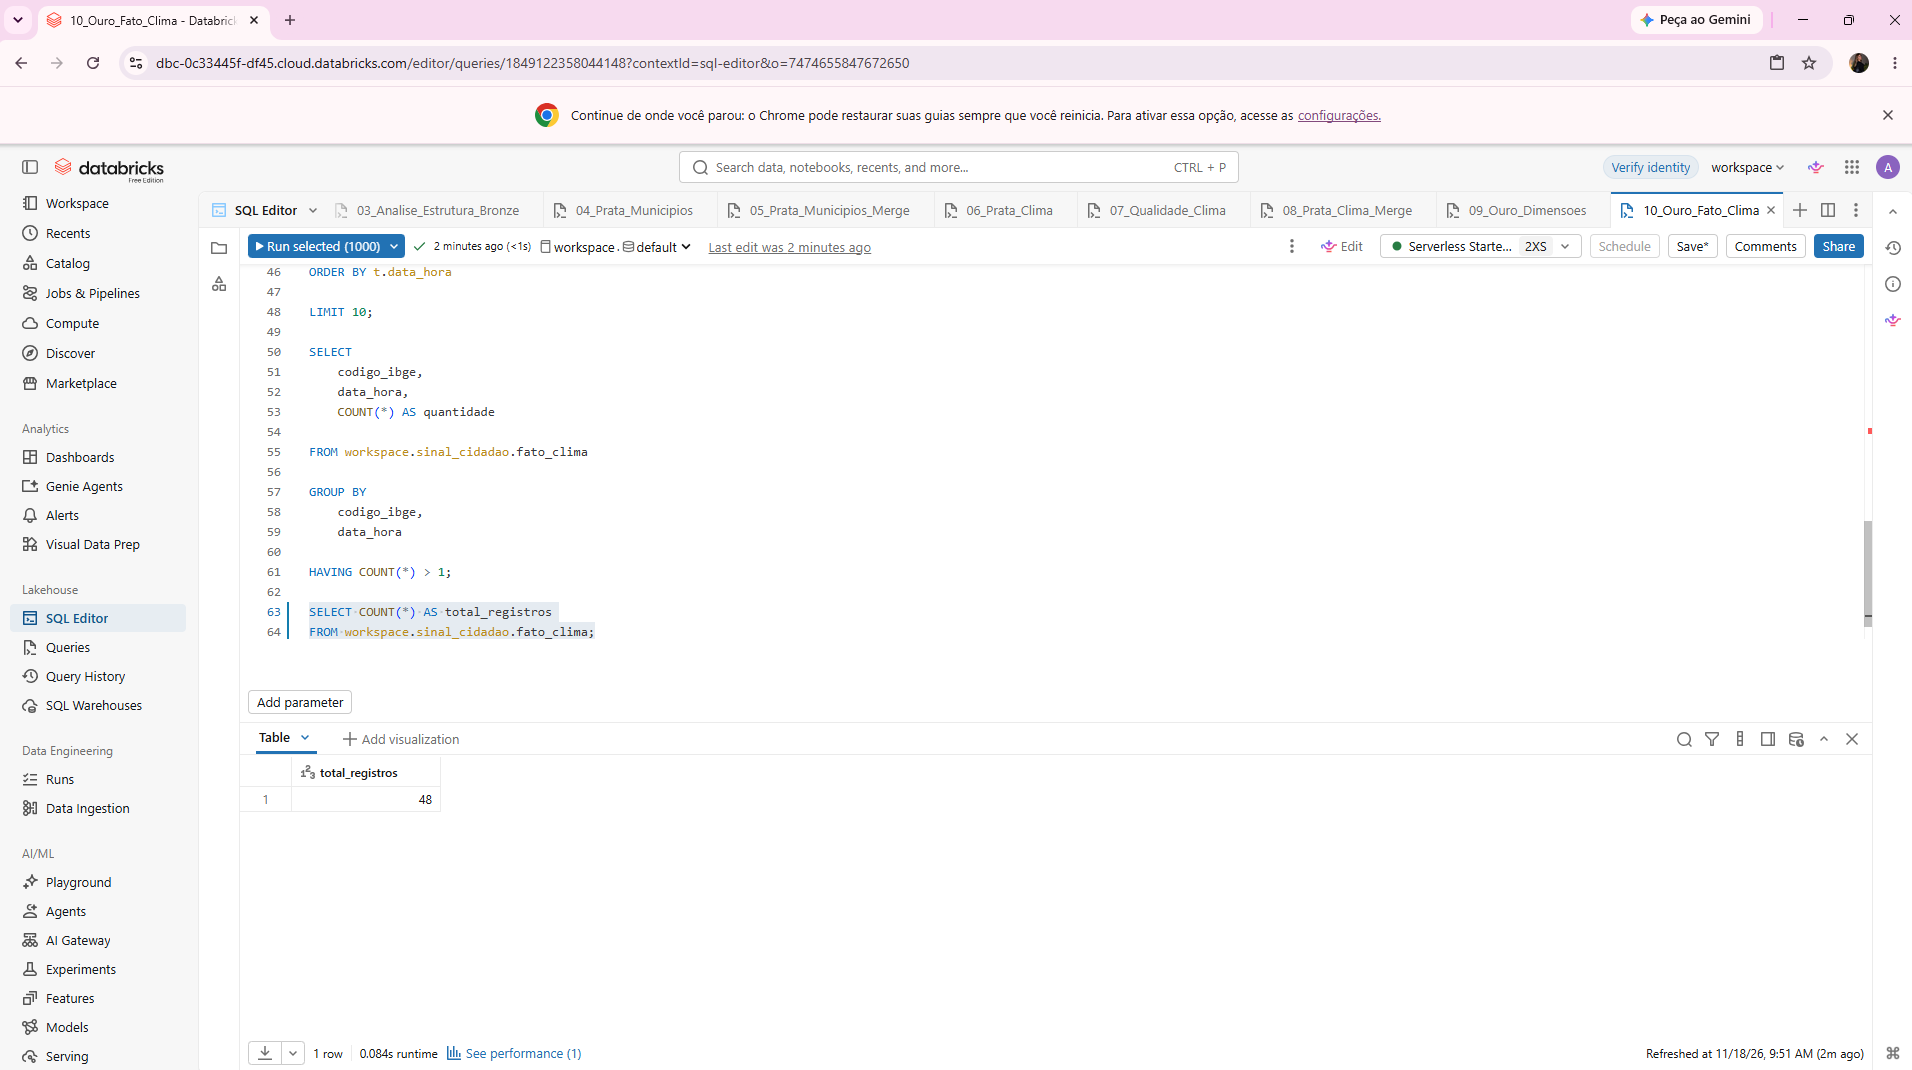 10_Ouro_Fato_Clima - Databrick
Peça ao Gemini
dbc-0c33445f-df45.cloud.databricks.com/editor/queries/1849122358044148?contextId=sql-editor&o=7474655847672650
Continue de onde você parou: o Chrome pode restaurar suas guias sempre que você reinicia. Para ativar essa opção, acesse as configurações.
databricks
Free Edition
Search data, notebooks, recents, and more...
CTRL + P
Verify identity
workspace
A
Workspace
Recents
Catalog
Jobs & Pipelines
Compute
Discover
Marketplace
Analytics
Dashboards
Genie Agents
Alerts
Visual Data Prep
Lakehouse
SQL Editor
Queries
Query History
SQL Warehouses
Data Engineering
Runs
Data Ingestion
AI/ML
Playground
Agents
AI Gateway
Experiments
Features
Models
Serving
SQL Editor
03_Analise_Estrutura_Bronze
04_Prata_Municipios
05_Prata_Municipios_Merge
06_Prata_Clima
07_Qualidade_Clima
08_Prata_Clima_Merge
09_Ouro_Dimensoes
10_Ouro_Fato_Clima
Run selected (1000)
2 minutes ago (<1s)
workspace . default
Last edit was 2 minutes ago
Edit
Serverless Starte... 2XS
Schedule
Save*
Comments
Share
46 ORDER BY t.data_hora
47
48 LIMIT 10;
49
50 SELECT
51 codigo_ibge,
52 data_hora,
53 COUNT(*) AS quantidade
54
55 FROM workspace.sinal_cidadao.fato_clima
56
57 GROUP BY
58 codigo_ibge,
59 data_hora
60
61 HAVING COUNT(*) > 1;
62
63 SELECT COUNT(*) AS total_registros
64 FROM workspace.sinal_cidadao.fato_clima;
Add parameter
Table
Add visualization
123 total_registros
1 48
1 row
0.084s runtime
See performance (1)
Refreshed at 11/18/26, 9:51 AM (2m ago)